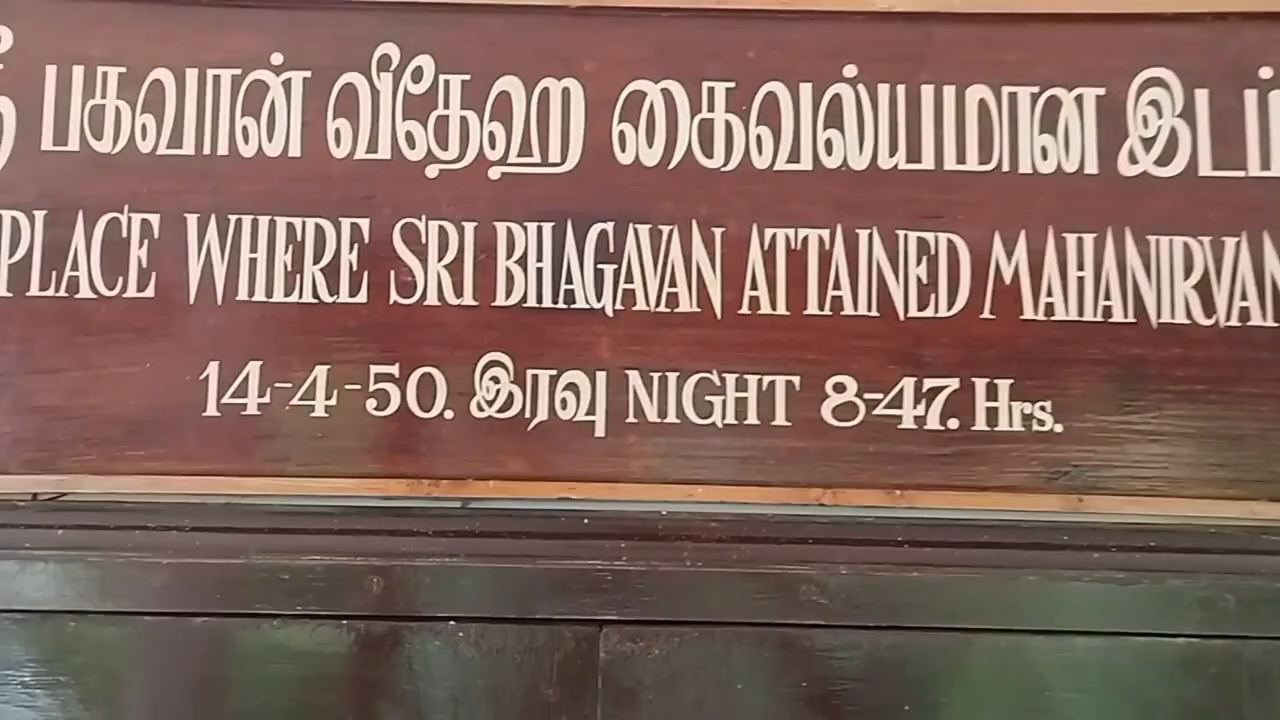 பகவான் விதேஹ கைவல்யமான இடம்
PLACE WHERE SRI BHAGAVAN ATTAINED MAHANIRVAN
14-4-50. இரவு NIGHT 8-47. Hrs.